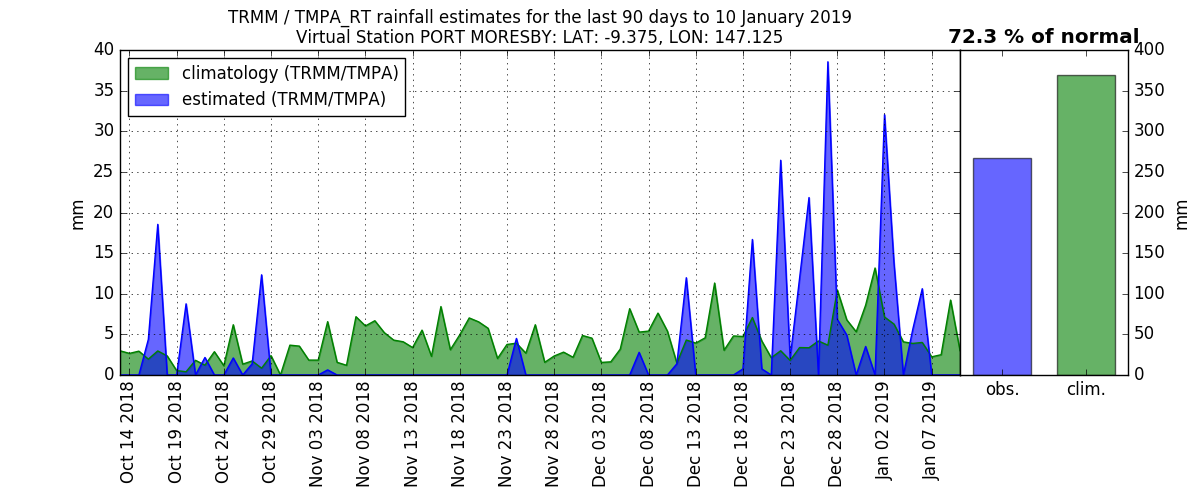 TRMM / TMPA_RT rainfall estimates for the last 90 days to 10 January 2019
Virtual Station PORT MORESBY: LAT: -9.375, LON: 147.125
72.3 % of normal
climatology (TRMM/TMPA)
estimated (TRMM/TMPA)
mm
40
35
30
25
20
15
10
5
0
Oct 14 2018
Oct 19 2018
Oct 24 2018
Oct 29 2018
Nov 03 2018
Nov 08 2018
Nov 13 2018
Nov 18 2018
Nov 23 2018
Nov 28 2018
Dec 03 2018
Dec 08 2018
Dec 13 2018
Dec 18 2018
Dec 23 2018
Dec 28 2018
Jan 02 2019
Jan 07 2019
obs.
clim.
400
350
300
250
200
150
100
50
0
mm